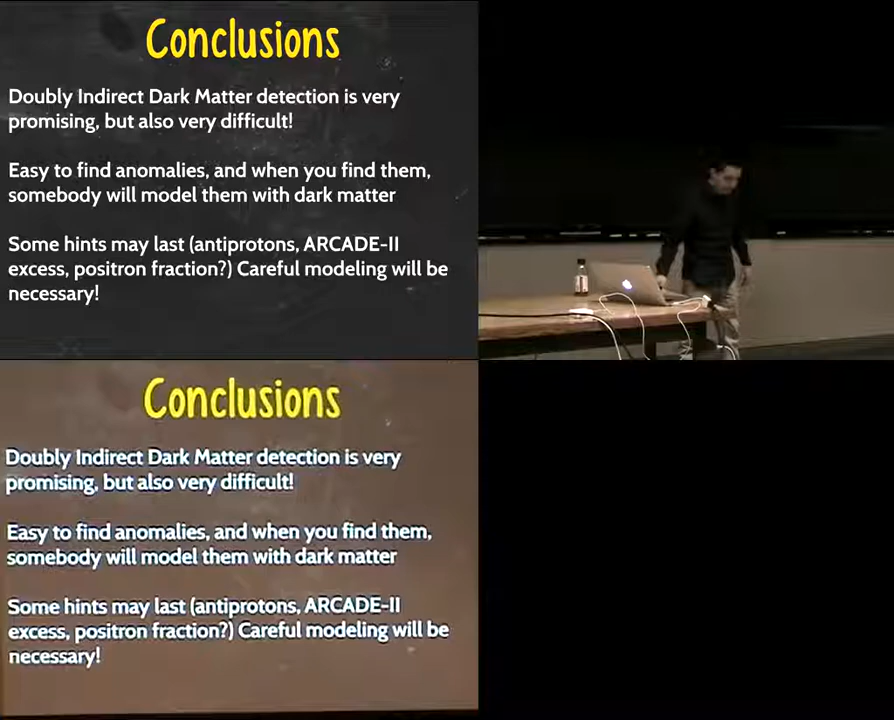 Conclusions
Doubly Indirect Dark Matter detection is very
promising, but also very difficult!
Easy to find anomalies, and when you find them,
somebody will model them with dark matter
Some hints may last (antiprotons, ARCADE-II
excess, positron fraction?) Careful modeling will be
necessary!
Conclusions
Doubly Indirect Dark Matter detection is very
promising, but also very difficult!
Easy to find anomalies, and when you find them,
somebody will model them with dark matter
Some hints may last (antiprotons, ARCADE-II
excess, positron fraction?) Careful modeling will be
necessary!